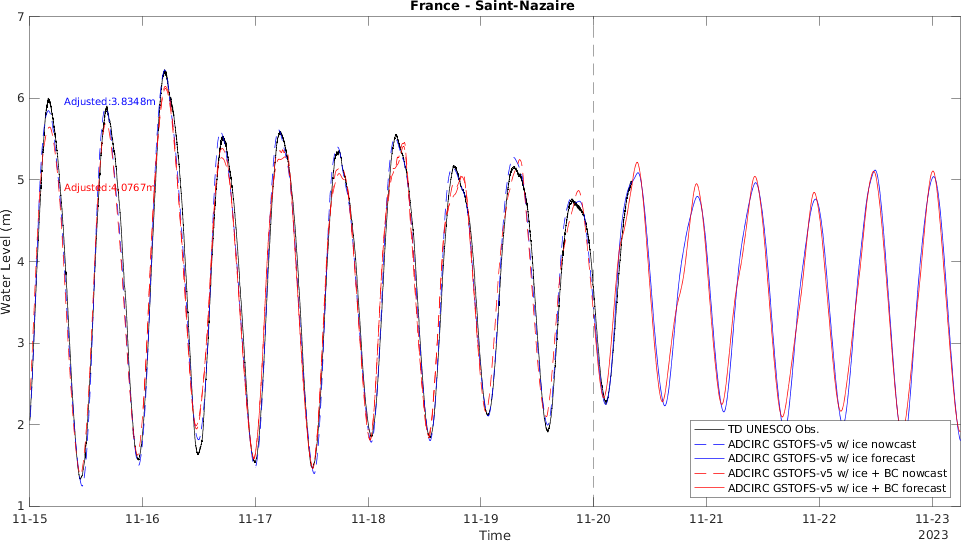 France - Saint-Nazaire
7
6
5
4
3
2
1
Water Level (m)
Adjusted:3.8348m
Adjusted:4.0767m
TD UNESCO Obs.
ADCIRC GSTOFS-v5 w/ ice nowcast
ADCIRC GSTOFS-v5 w/ ice forecast
ADCIRC GSTOFS-v5 w/ ice + BC nowcast
ADCIRC GSTOFS-v5 w/ ice + BC forecast
11-15 11-16 11-17 11-18 11-19 11-20 11-21 11-22 11-23
Time
2023